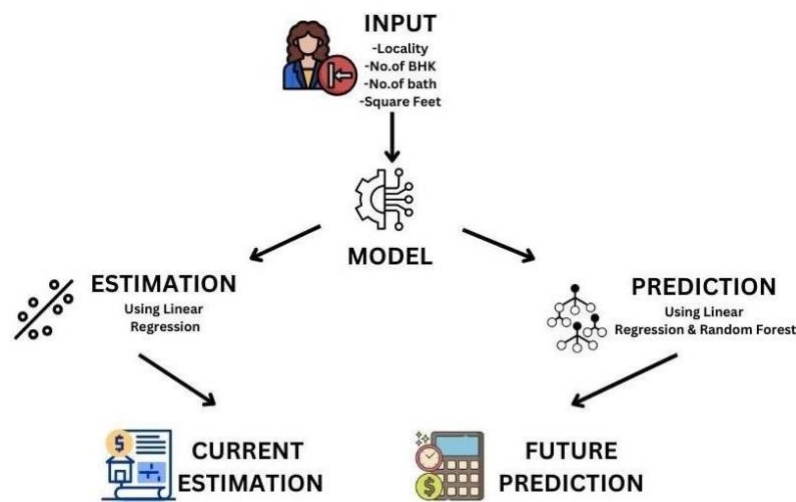 INPUT
-Locality
-No.of BHK
-No.of bath
-Square Feet
MODEL
ESTIMATION
Using Linear
Regression
PREDICTION
Using Linear
Regression & Random Forest
$
CURRENT
ESTIMATION
$
FUTURE
PREDICTION